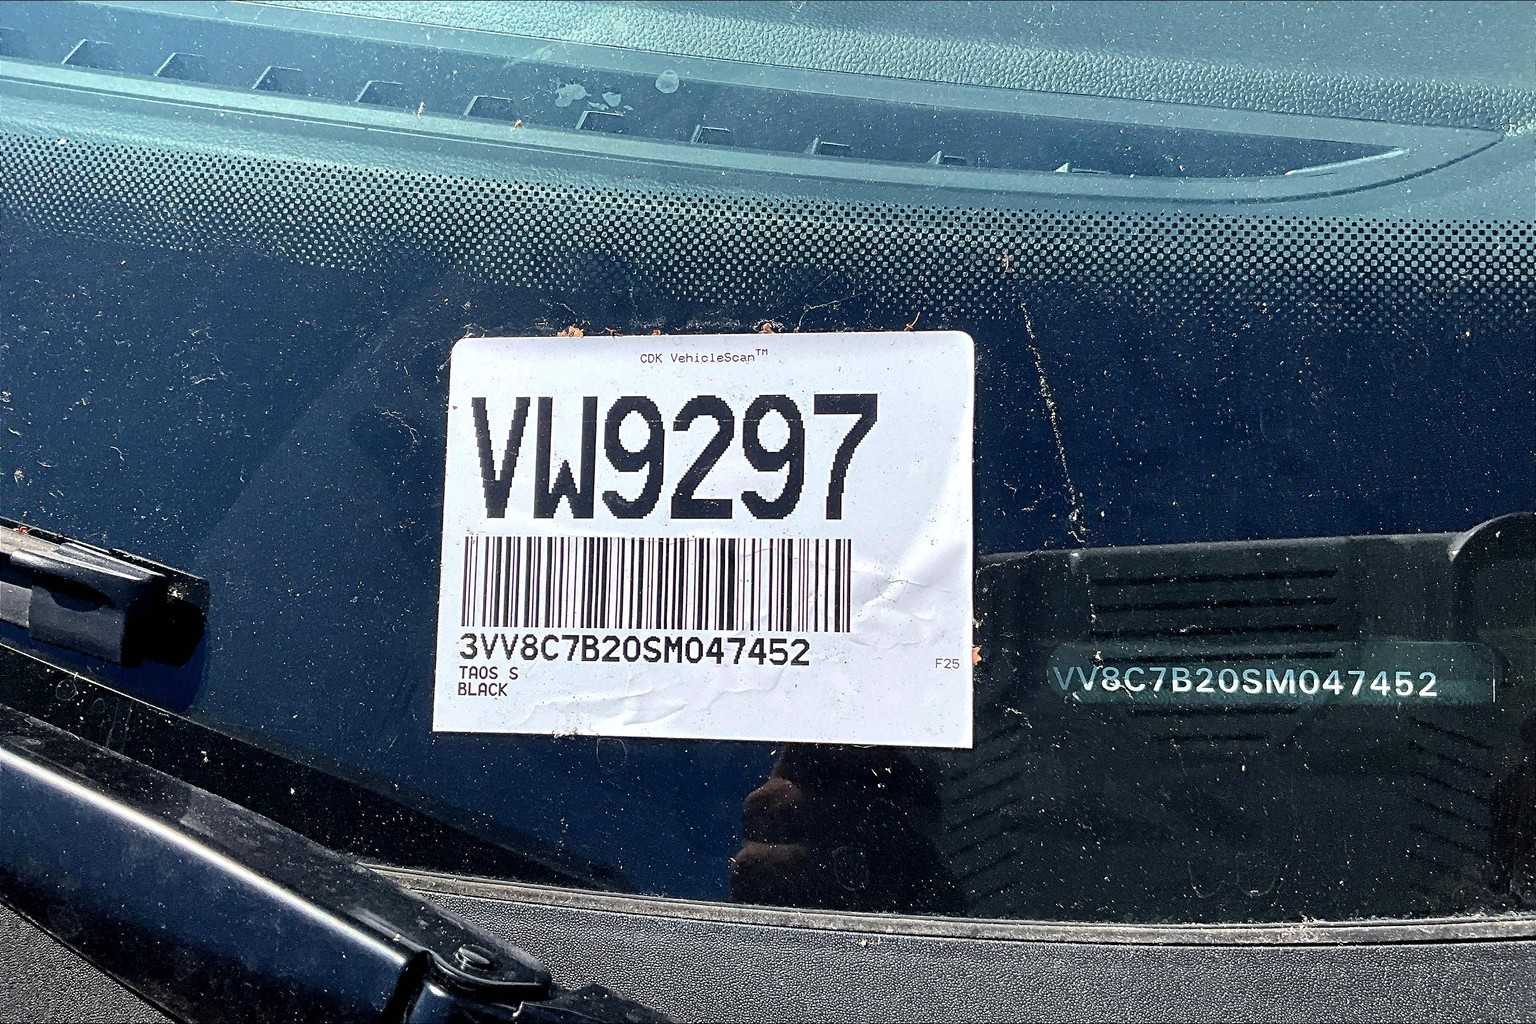 CDK VehicleScan™
VW9297
3VV8C7B20SM047452
TAOS S
BLACK
F25
VV8C7B20SM047452